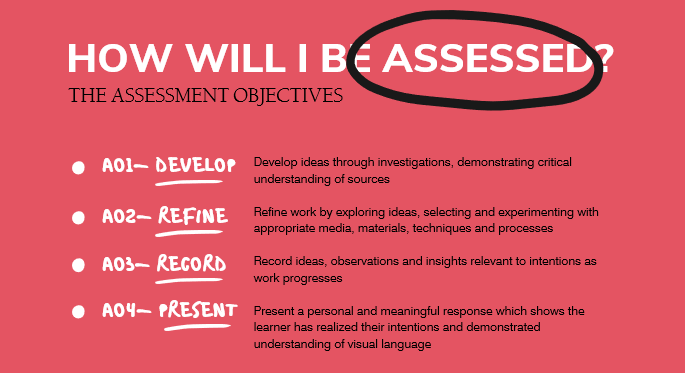 HOW WILL I BE ASSESSED?
THE ASSESSMENT OBJECTIVES
AO1— DEVELOP
Develop ideas through investigations, demonstrating critical
understanding of sources
AO2— REFINE
Refine work by exploring ideas, selecting and experimenting with
appropriate media, materials, techniques and processes
AO3— RECORD
Record ideas, observations and insights relevant to intentions as
work progresses
AO4— PRESENT
Present a personal and meaningful response which shows the
learner has realized their intentions and demonstrated
understanding of visual language